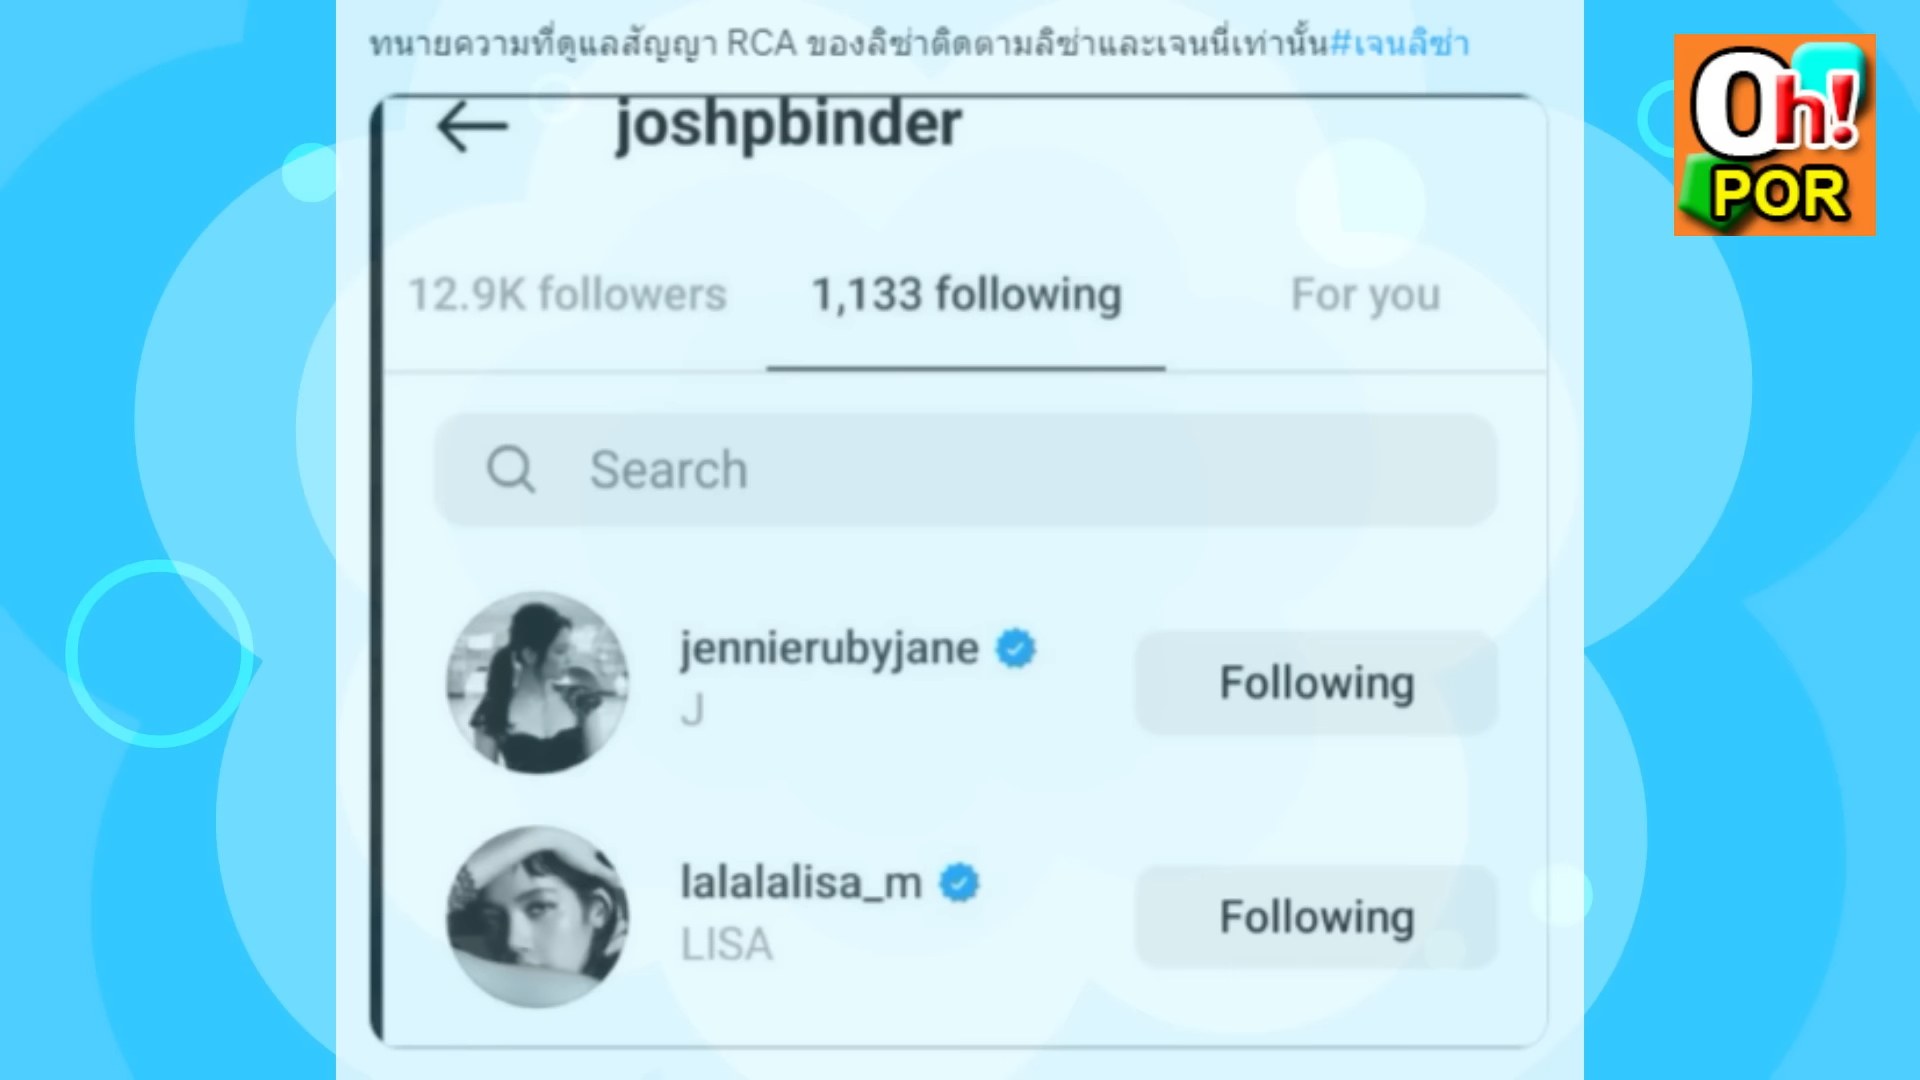 ทนายความที่ดูแลสัญญา RCA ของลิซ่าติดตามลิซ่าและเจนนี่เท่านั้น#เจนลิซ่า
joshpbinder
12.9K followers 1,133 following For you
Search
jennierubyjane
J
Following
lalalalisa_m
LISA
Following
Oh!
POR